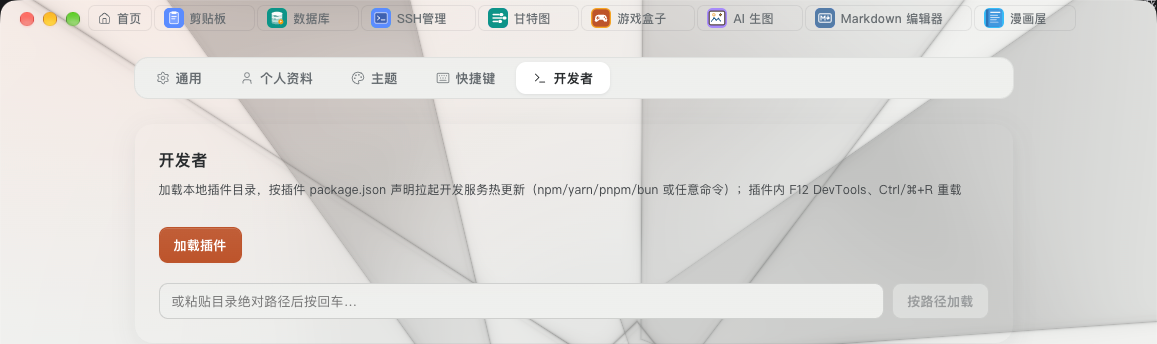 首页 剪贴板 数据库 SSH管理 甘特图 游戏盒子 AI 生图 Markdown 编辑器 漫画屋
通用 个人资料 主题 快捷键 开发者
开发者
加载本地插件目录，按插件 package.json 声明拉起开发服务热更新（npm/yarn/pnpm/bun 或任意命令）；插件内 F12 DevTools、Ctrl/⌘+R 重载
加载插件
或粘贴目录绝对路径后按回车... 按路径加载